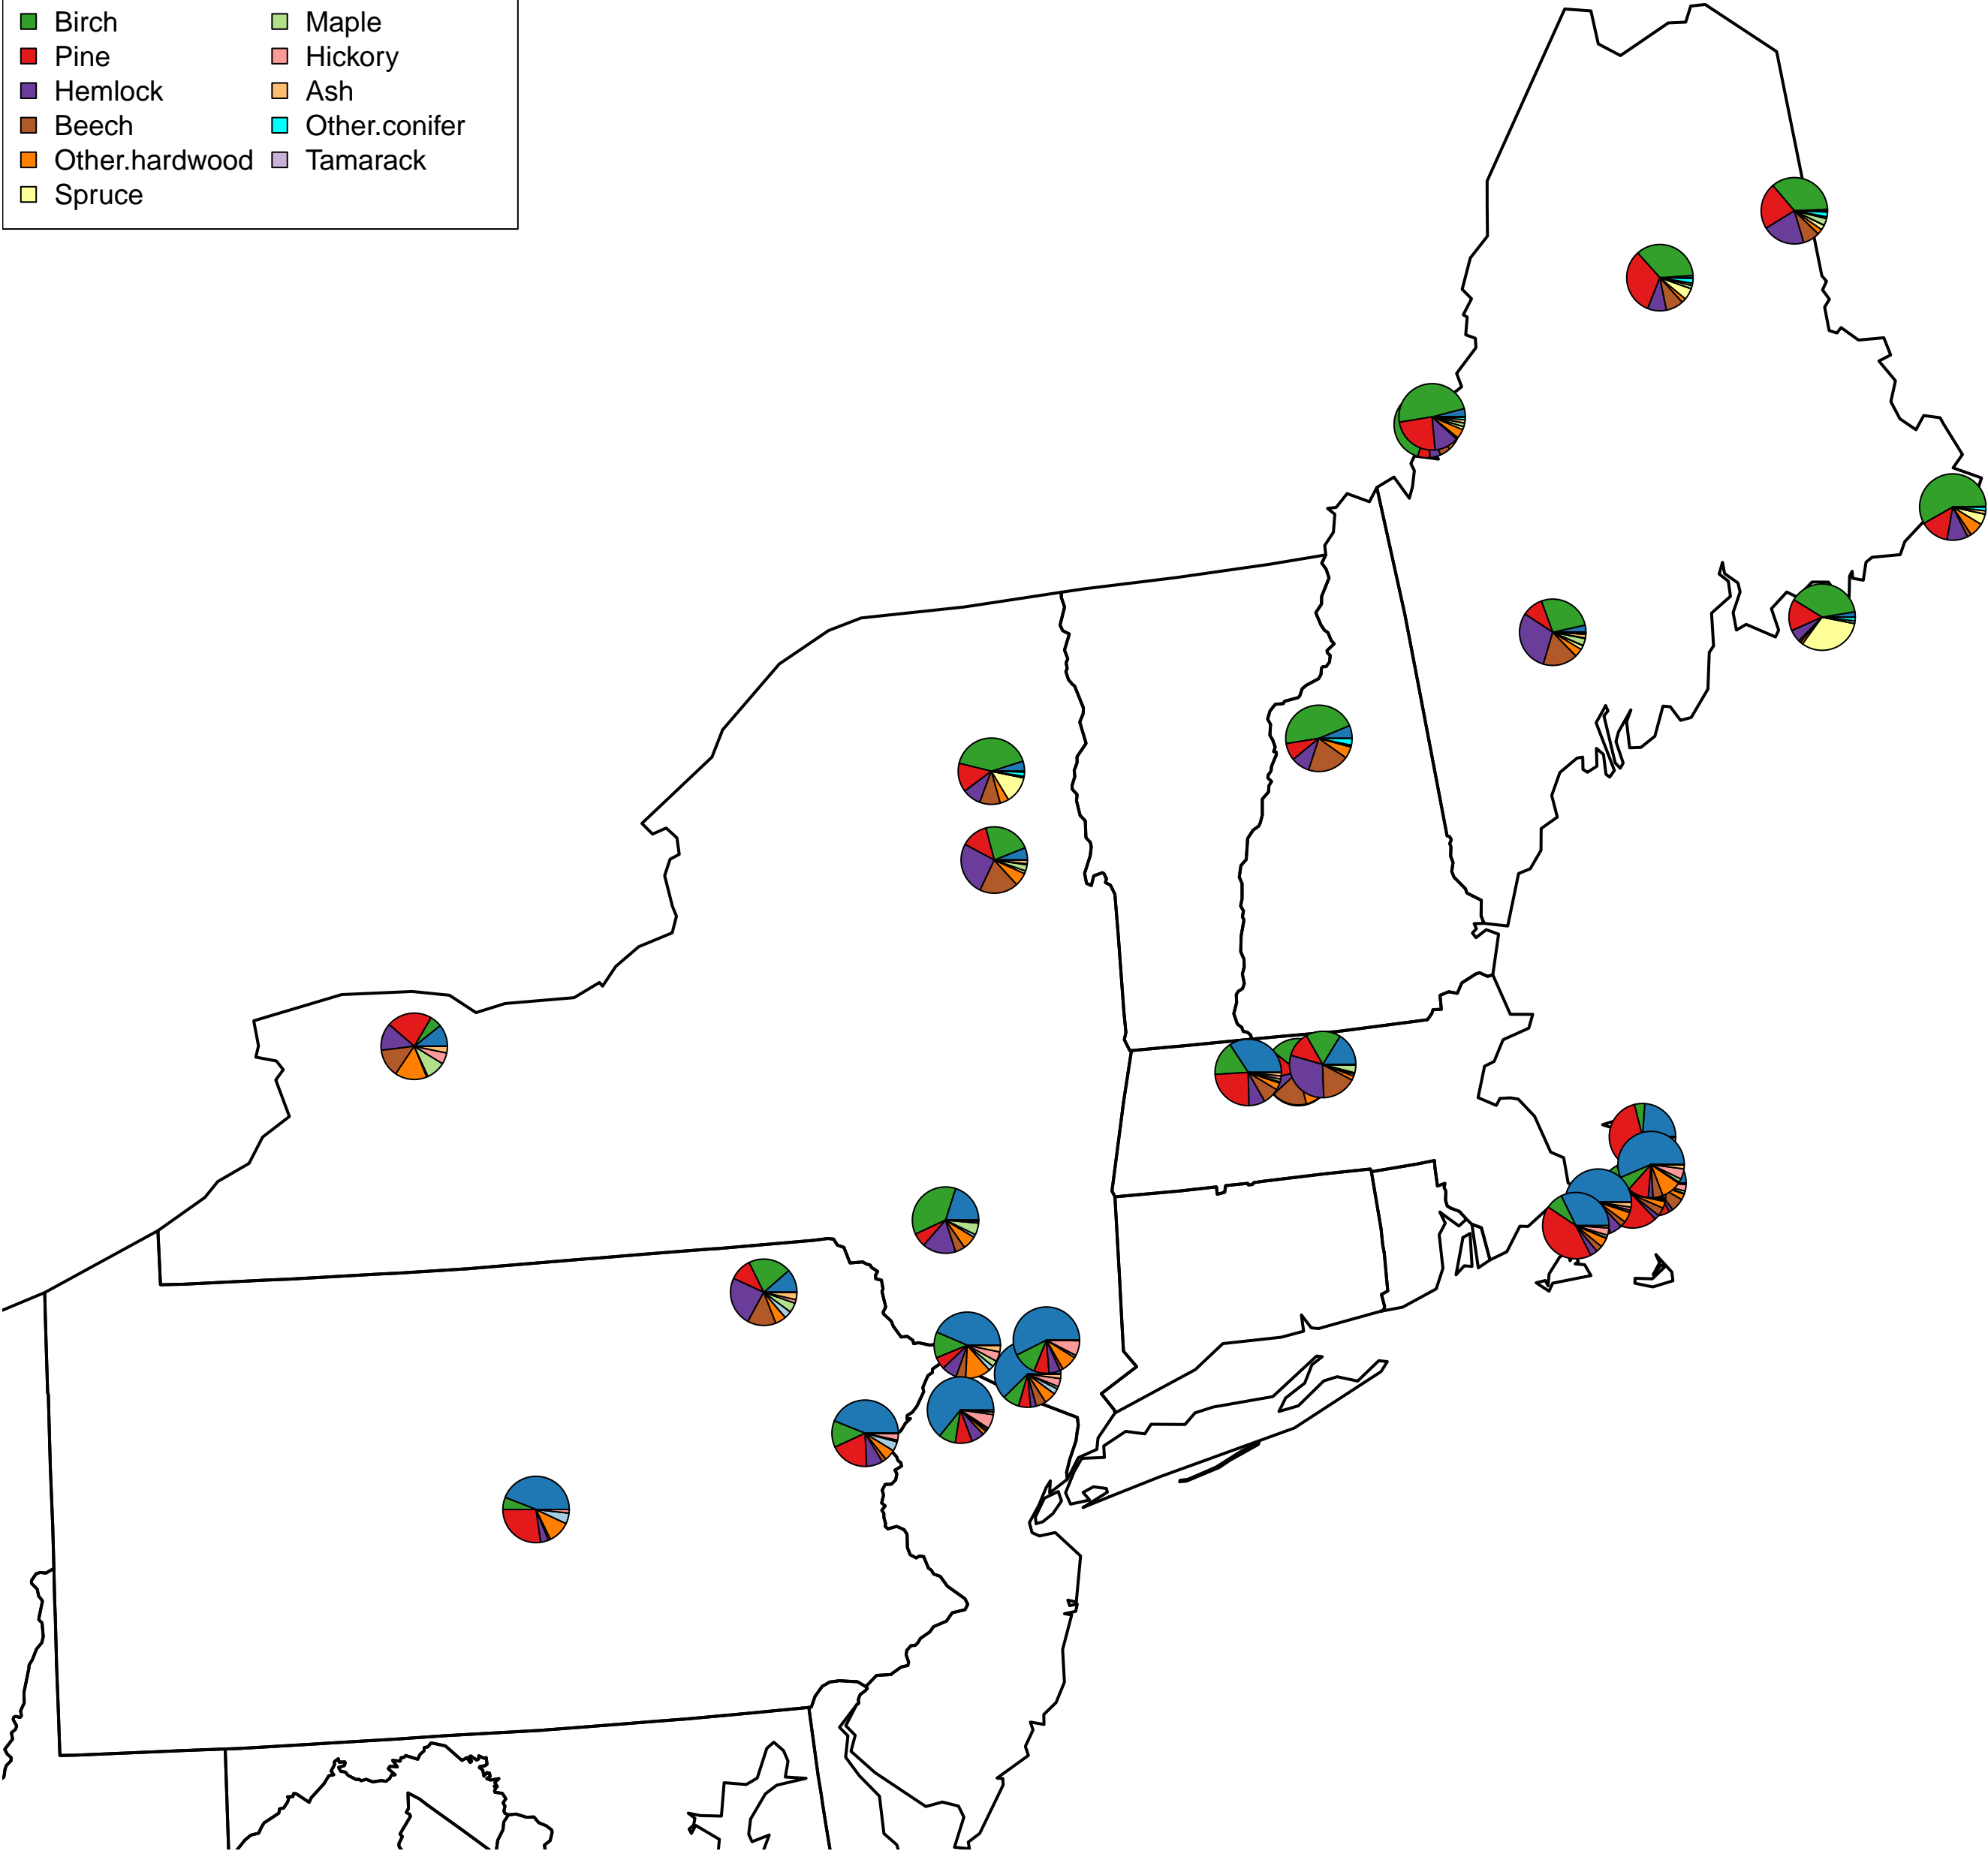 Birch
Maple
Pine
Hickory
Hemlock
Ash
Beech
Other.conifer
Other.hardwood
Tamarack
Spruce